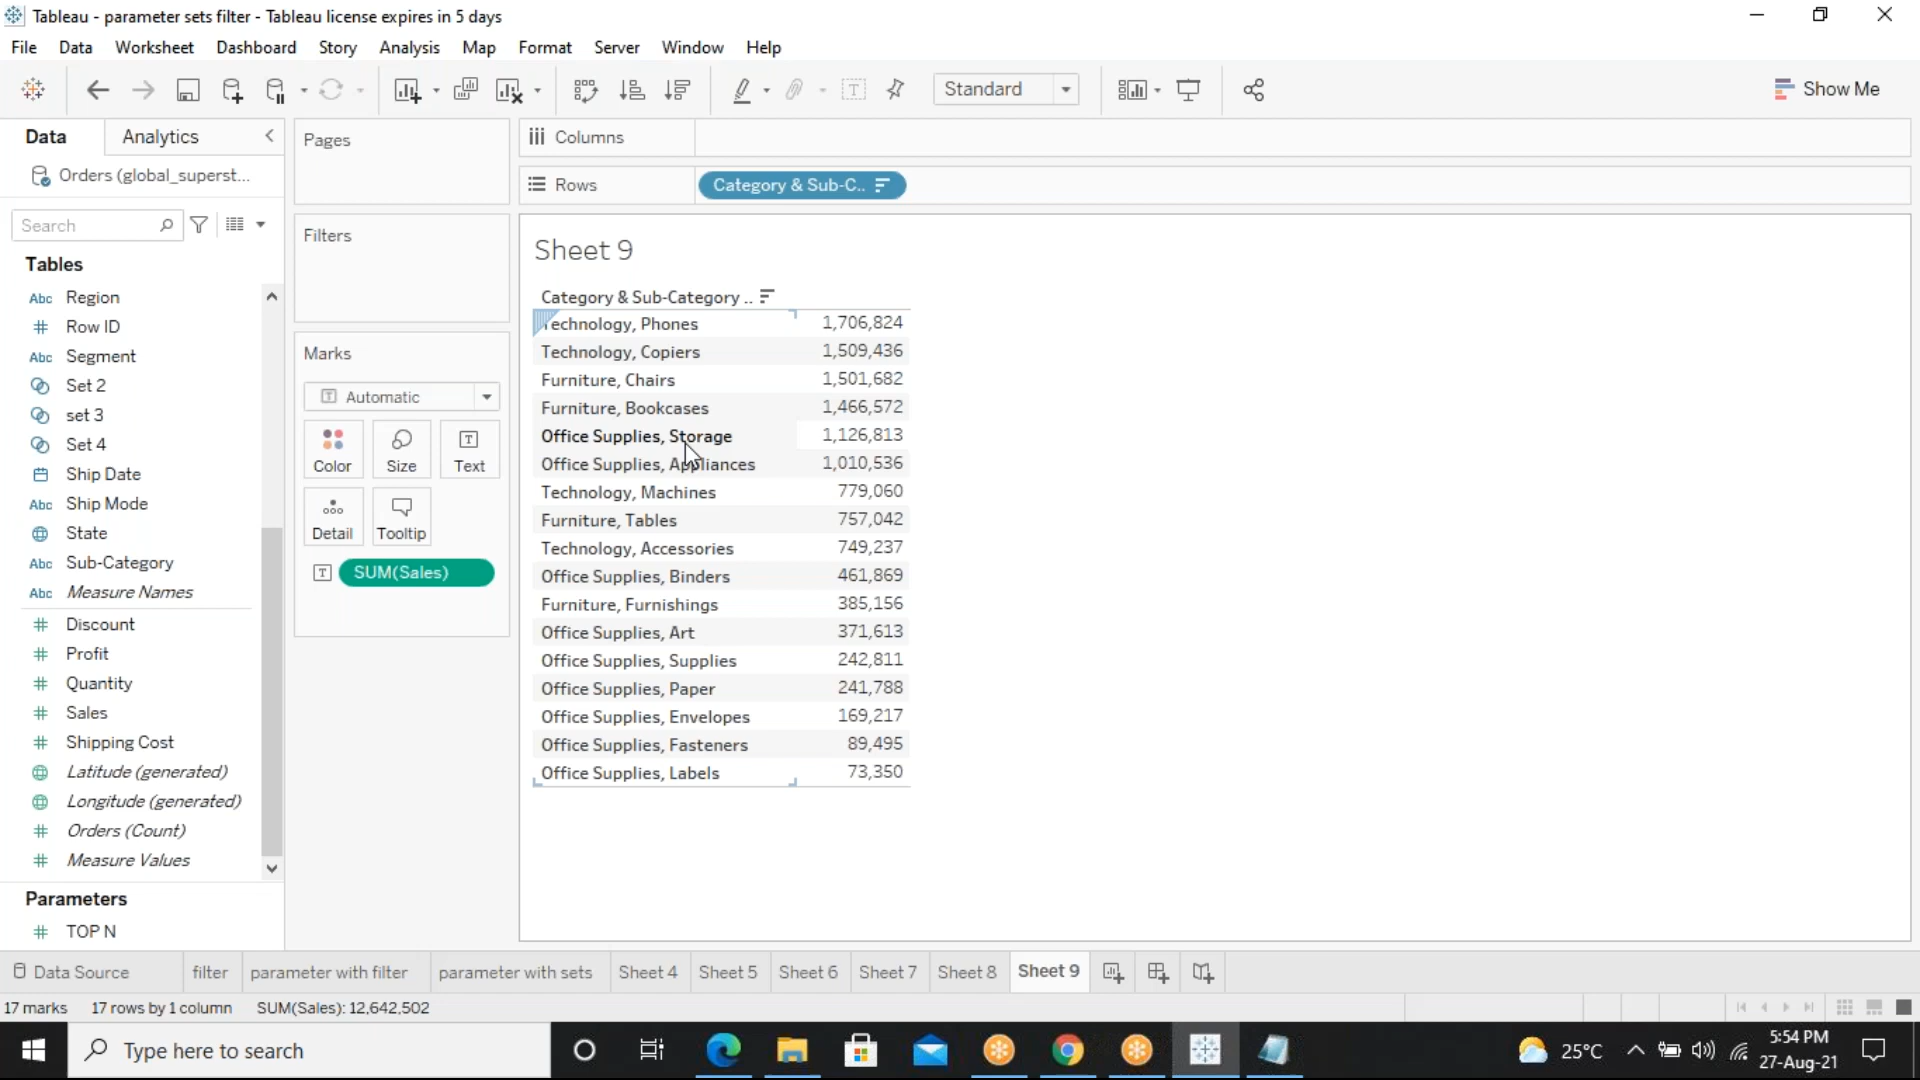 Tableau - parameter sets filter - Tableau license expires in 5 days
File Data Worksheet Dashboard Story Analysis Map Format Server Window Help
Standard
Show Me
Data Analytics
Orders (global_superst...
Search
Tables
Abc Region
# Row ID
Abc Segment
Set 2
set 3
Set 4
Ship Date
Abc Ship Mode
State
Abc Sub-Category
Abc Measure Names
# Discount
# Profit
# Quantity
# Sales
# Shipping Cost
Latitude (generated)
Longitude (generated)
# Orders (Count)
# Measure Values
Parameters
# TOP N
Pages
Filters
Marks
T Automatic
Color Size T Text
Detail Tooltip
T SUM(Sales)
Columns
Rows Category & Sub-C..
Sheet 9
Category & Sub-Category ..
Technology, Phones 1,706,824
Technology, Copiers 1,509,436
Furniture, Chairs 1,501,682
Furniture, Bookcases 1,466,572
Office Supplies, Storage 1,126,813
Office Supplies, Appliances 1,010,536
Technology, Machines 779,060
Furniture, Tables 757,042
Technology, Accessories 749,237
Office Supplies, Binders 461,869
Furniture, Furnishings 385,156
Office Supplies, Art 371,613
Office Supplies, Supplies 242,811
Office Supplies, Paper 241,788
Office Supplies, Envelopes 169,217
Office Supplies, Fasteners 89,495
Office Supplies, Labels 73,350
Data Source filter parameter with filter parameter with sets Sheet 4 Sheet 5 Sheet 6 Sheet 7 Sheet 8 Sheet 9
17 marks 17 rows by 1 column SUM(Sales): 12,642,502
Type here to search
25°C
5:54 PM
27-Aug-21